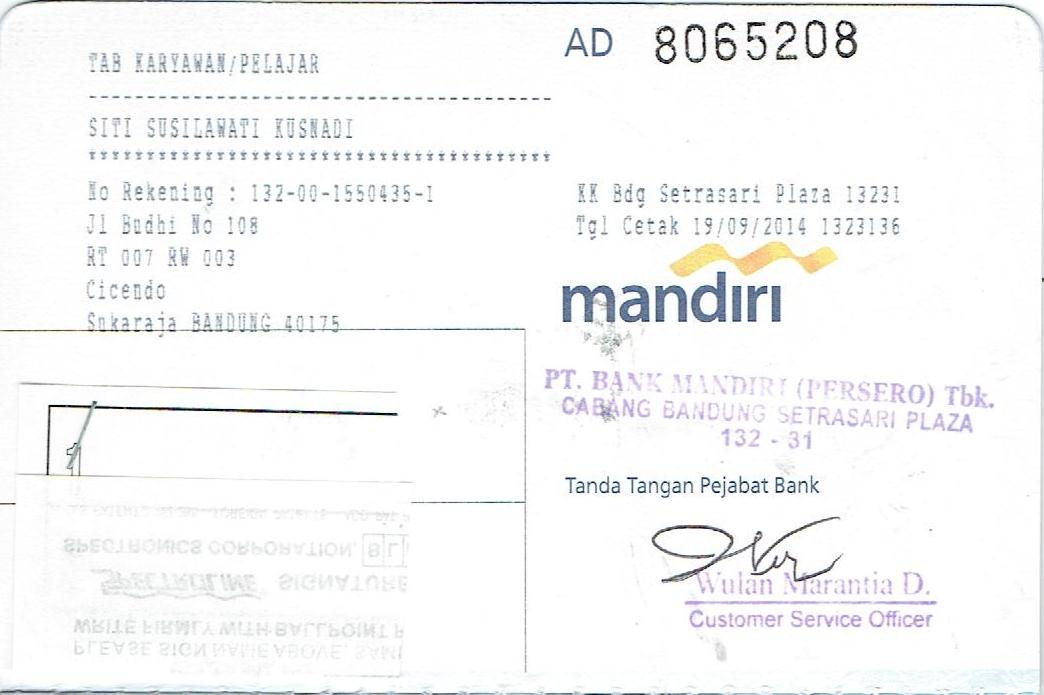 AD 8065208
TAB KARYAWAN/PELAJAR
SITI SUSILAWATI KUSNADI
No Rekening : 132-00-1550435-1
Jl Budhi No 108
RT 007 RW 003
Cicendo
Sukaraja BANDUNG 40175
KK Bdg Setrasari Plaza 13231
Tgl Cetak 19/09/2014 1323136
mandiri
PT. BANK MANDIRI (PERSERO) Tbk.
CABANG BANDUNG SETRASARI PLAZA
132 - 31
Tanda Tangan Pejabat Bank
Wulan Marantia D.
Customer Service Officer
SPECTRONICS CORPORATION,
SPECTROLINE SIGNATURE
WRITE FIRMLY WITH BALLPOINT P
PLEASE SIGN NAME ABOVE, SAM